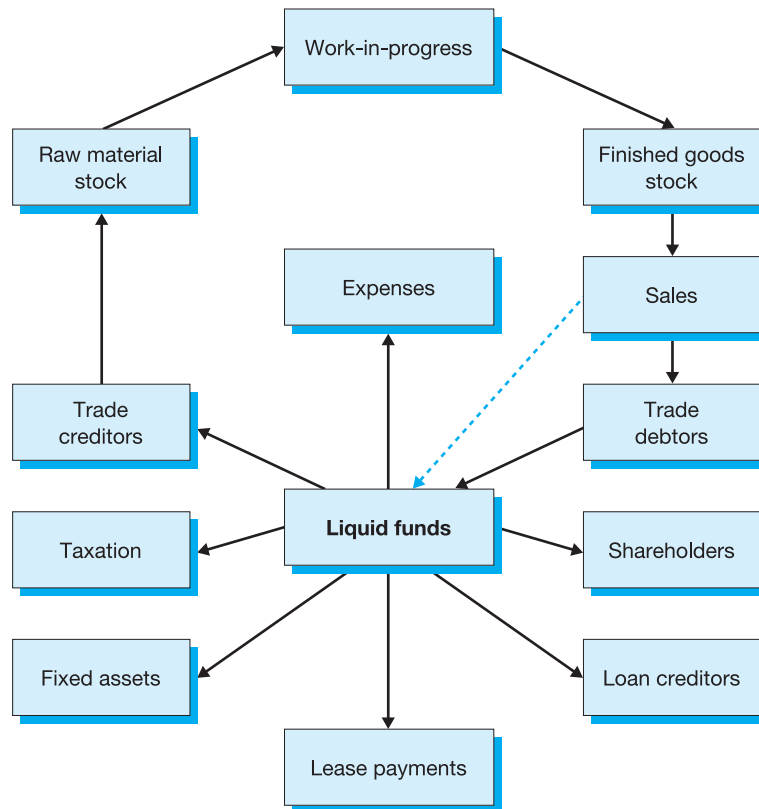 Work-in-progress
Raw material
stock
Finished goods
stock
Expenses
Sales
Trade
creditors
Trade
debtors
Liquid funds
Taxation
Shareholders
Fixed assets
Loan creditors
Lease payments